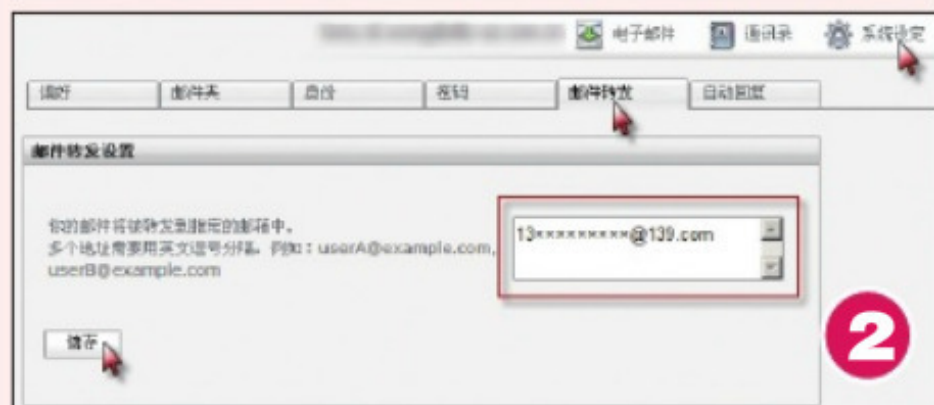 电子邮件 通讯录 系统设定
偏好 邮件夹 身份 密码 邮件转发 自动回复
邮件转发设置
你的邮件将被转发到指定的邮箱中。
多个地址需要用英文逗号分隔。例如：userA@example.com,
userB@example.com
13×××××××××@139.com
储存
2